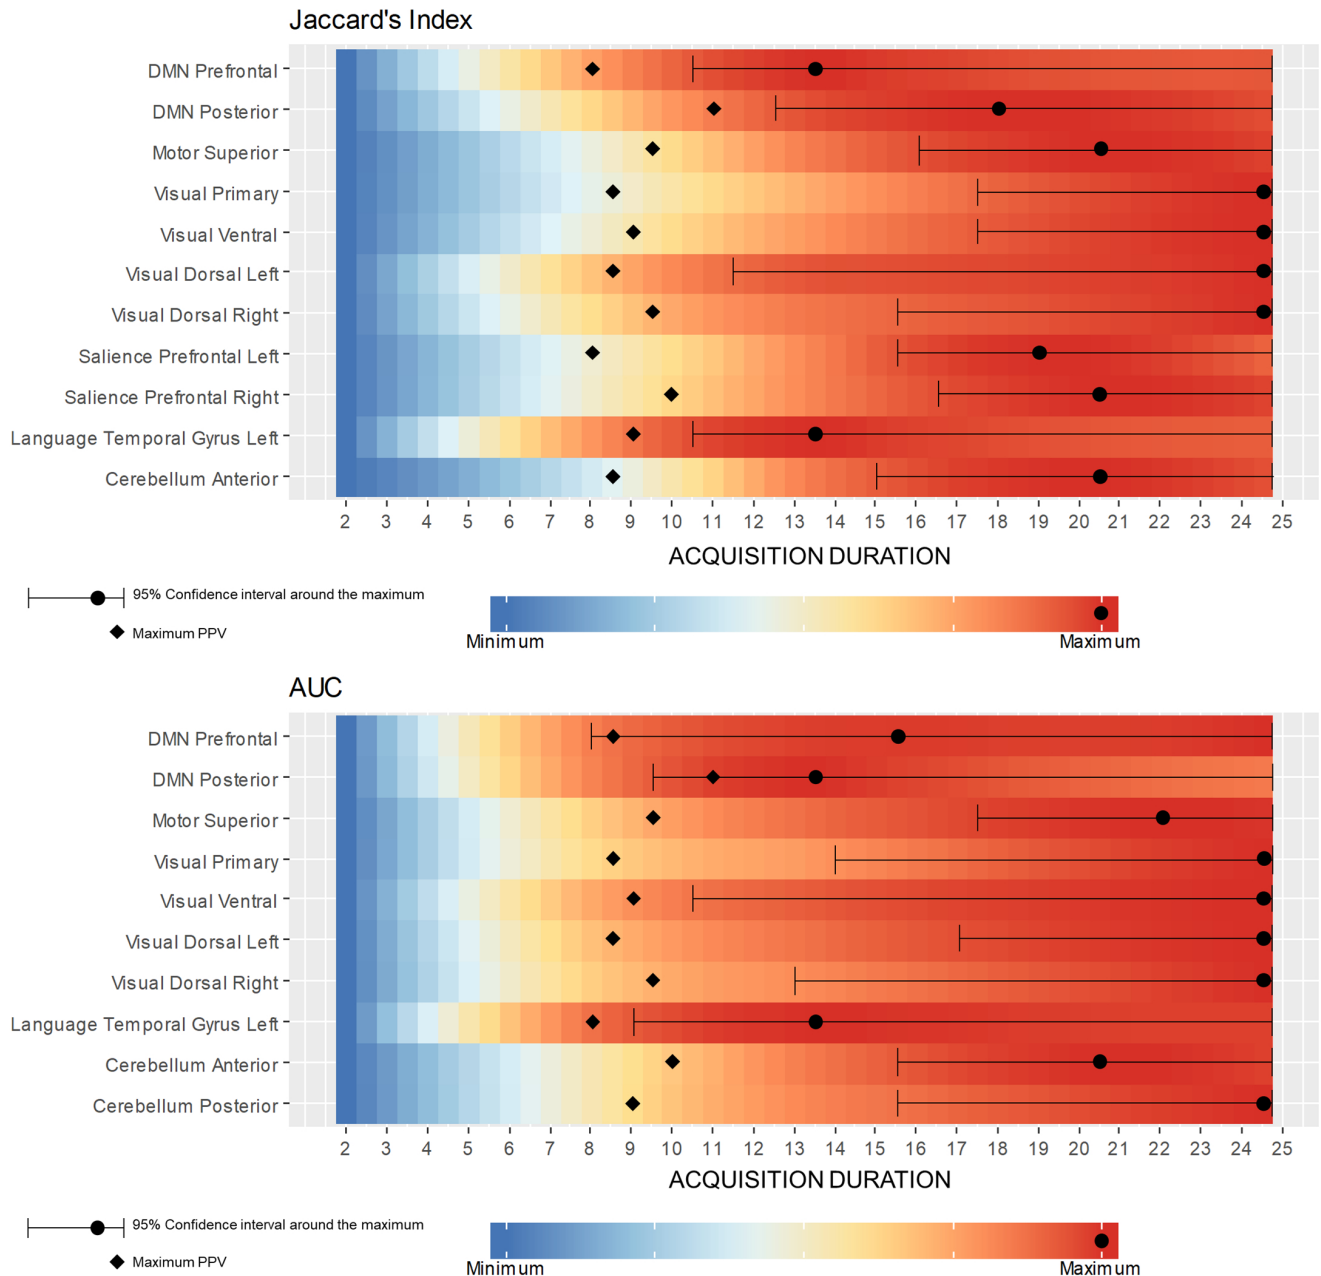 Jaccard's Index
DMN Prefrontal
DMN Posterior
Motor Superior
Visual Primary
Visual Ventral
Visual Dorsal Left
Visual Dorsal Right
Salience Prefrontal Left
Salience Prefrontal Right
Language Temporal Gyrus Left
Cerebellum Anterior
2 3 4 5 6 7 8 9 10 11 12 13 14 15 16 17 18 19 20 21 22 23 24 25
ACQUISITION DURATION
95% Confidence interval around the maximum
Maximum PPV
Minimum Maximum
AUC
DMN Prefrontal
DMN Posterior
Motor Superior
Visual Primary
Visual Ventral
Visual Dorsal Left
Visual Dorsal Right
Language Temporal Gyrus Left
Cerebellum Anterior
Cerebellum Posterior
2 3 4 5 6 7 8 9 10 11 12 13 14 15 16 17 18 19 20 21 22 23 24 25
ACQUISITION DURATION
95% Confidence interval around the maximum
Maximum PPV
Minimum Maximum